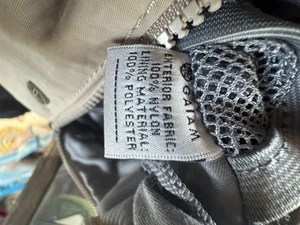 GAIAM
EXTERIOR FABRIC:
100% NYLON
LINING MATERIAL:
100% POLYESTER